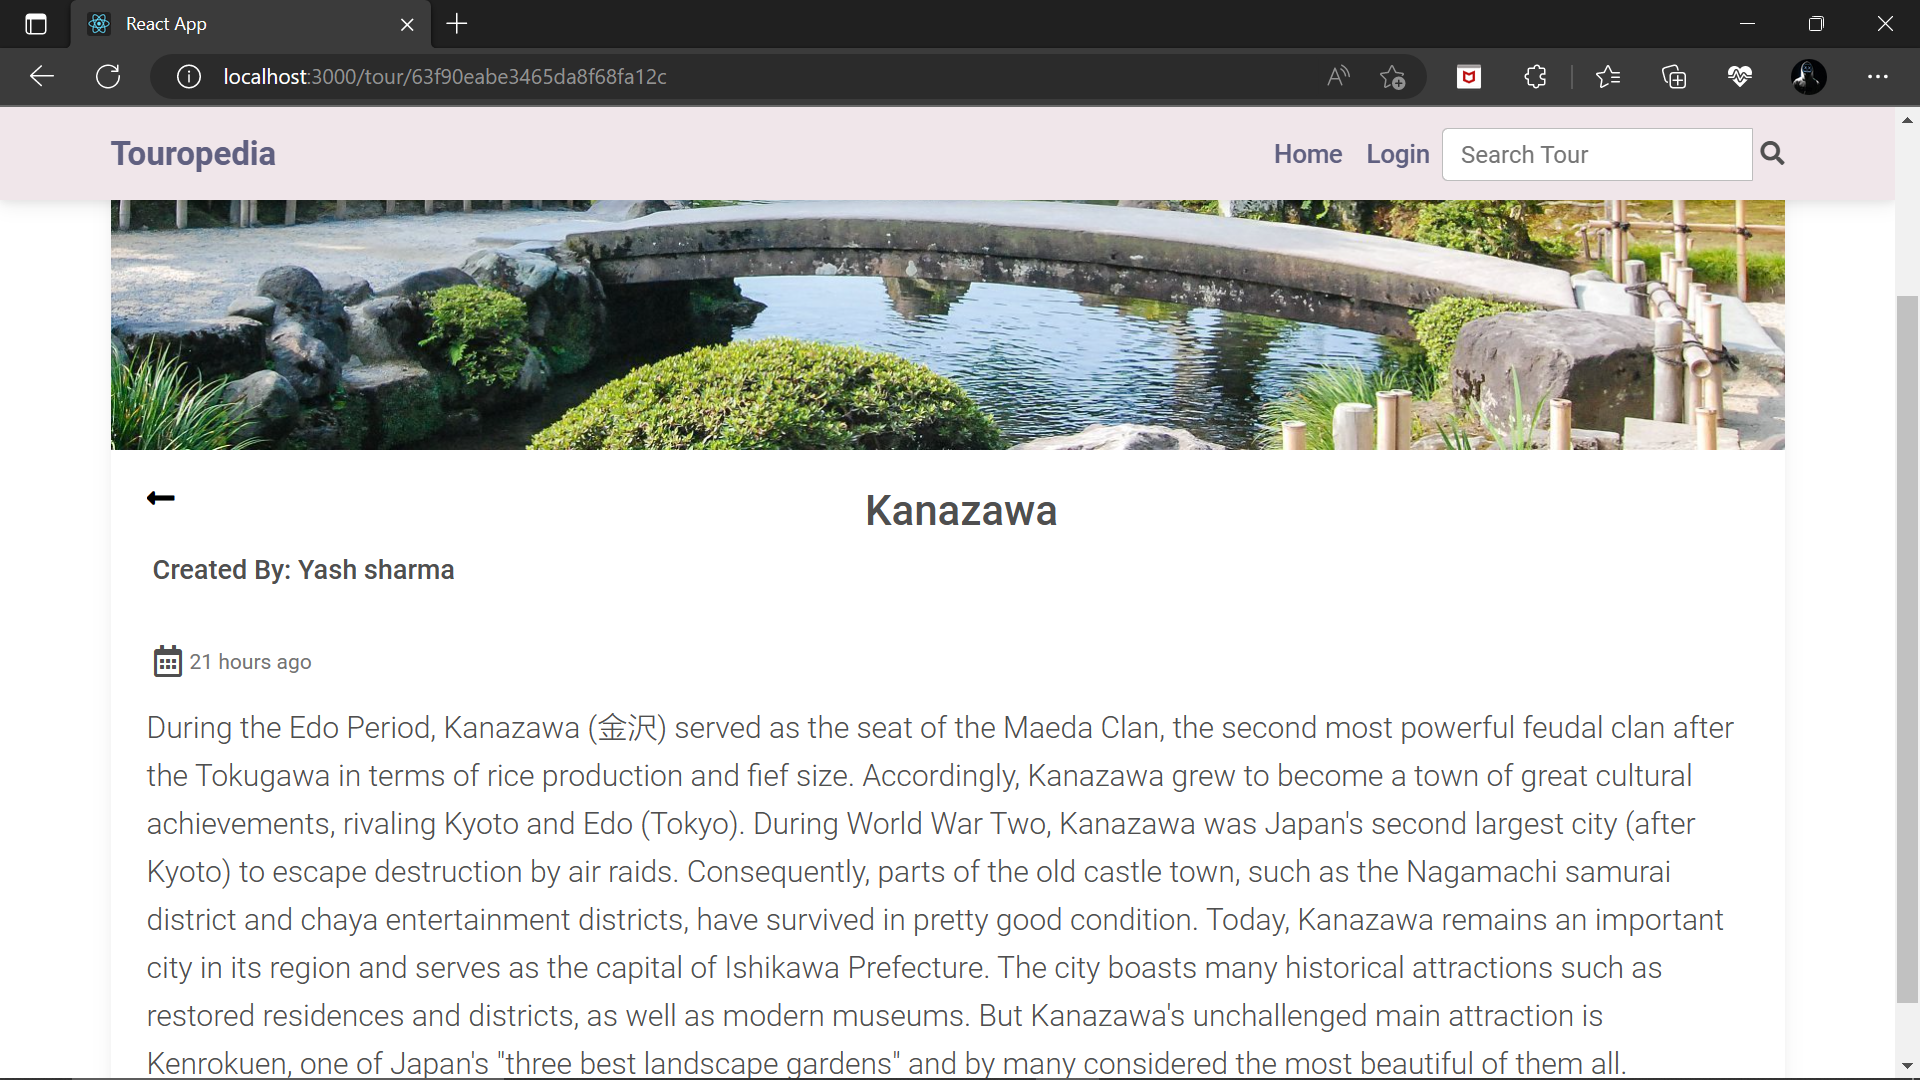 React App
localhost:3000/tour/63f90eabe3465da8f68fa12c
Touropedia
Home Login Search Tour
Kanazawa
Created By: Yash sharma
21 hours ago
During the Edo Period, Kanazawa (金沢) served as the seat of the Maeda Clan, the second most powerful feudal clan after
the Tokugawa in terms of rice production and fief size. Accordingly, Kanazawa grew to become a town of great cultural
achievements, rivaling Kyoto and Edo (Tokyo). During World War Two, Kanazawa was Japan's second largest city (after
Kyoto) to escape destruction by air raids. Consequently, parts of the old castle town, such as the Nagamachi samurai
district and chaya entertainment districts, have survived in pretty good condition. Today, Kanazawa remains an important
city in its region and serves as the capital of Ishikawa Prefecture. The city boasts many historical attractions such as
restored residences and districts, as well as modern museums. But Kanazawa's unchallenged main attraction is
Kenrokuen, one of Japan's "three best landscape gardens" and by many considered the most beautiful of them all.